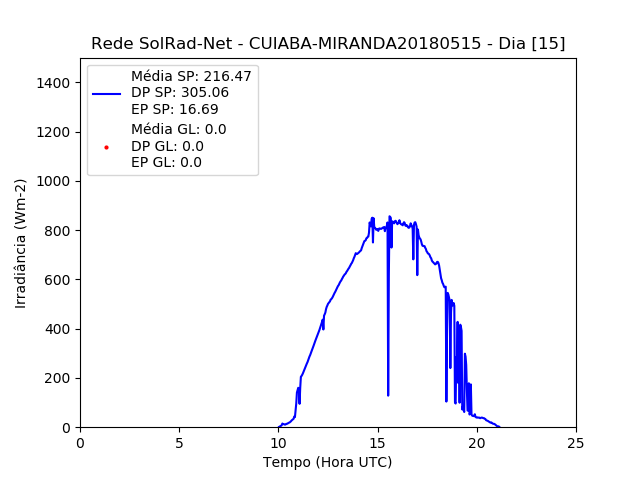 Rede SolRad-Net - CUIABA-MIRANDA20180515 - Dia [15]
Média SP: 216.47
DP SP: 305.06
EP SP: 16.69
Média GL: 0.0
DP GL: 0.0
EP GL: 0.0
1400
1200
1000
800
600
400
200
0
Irradiância (Wm-2)
0 5 10 15 20 25
Tempo (Hora UTC)